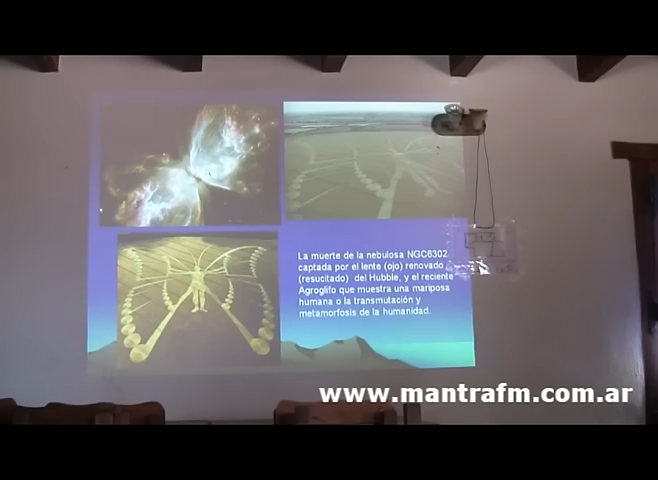 La muerte de la nebulosa NGC6302
captada por el lente (ojo) renovado
(resucitado) del Hubble, y el reciente
Agroglifo que muestra una mariposa
humana o la transmutación y
metamorfosis de la humanidad.
www.mantrafm.com.ar